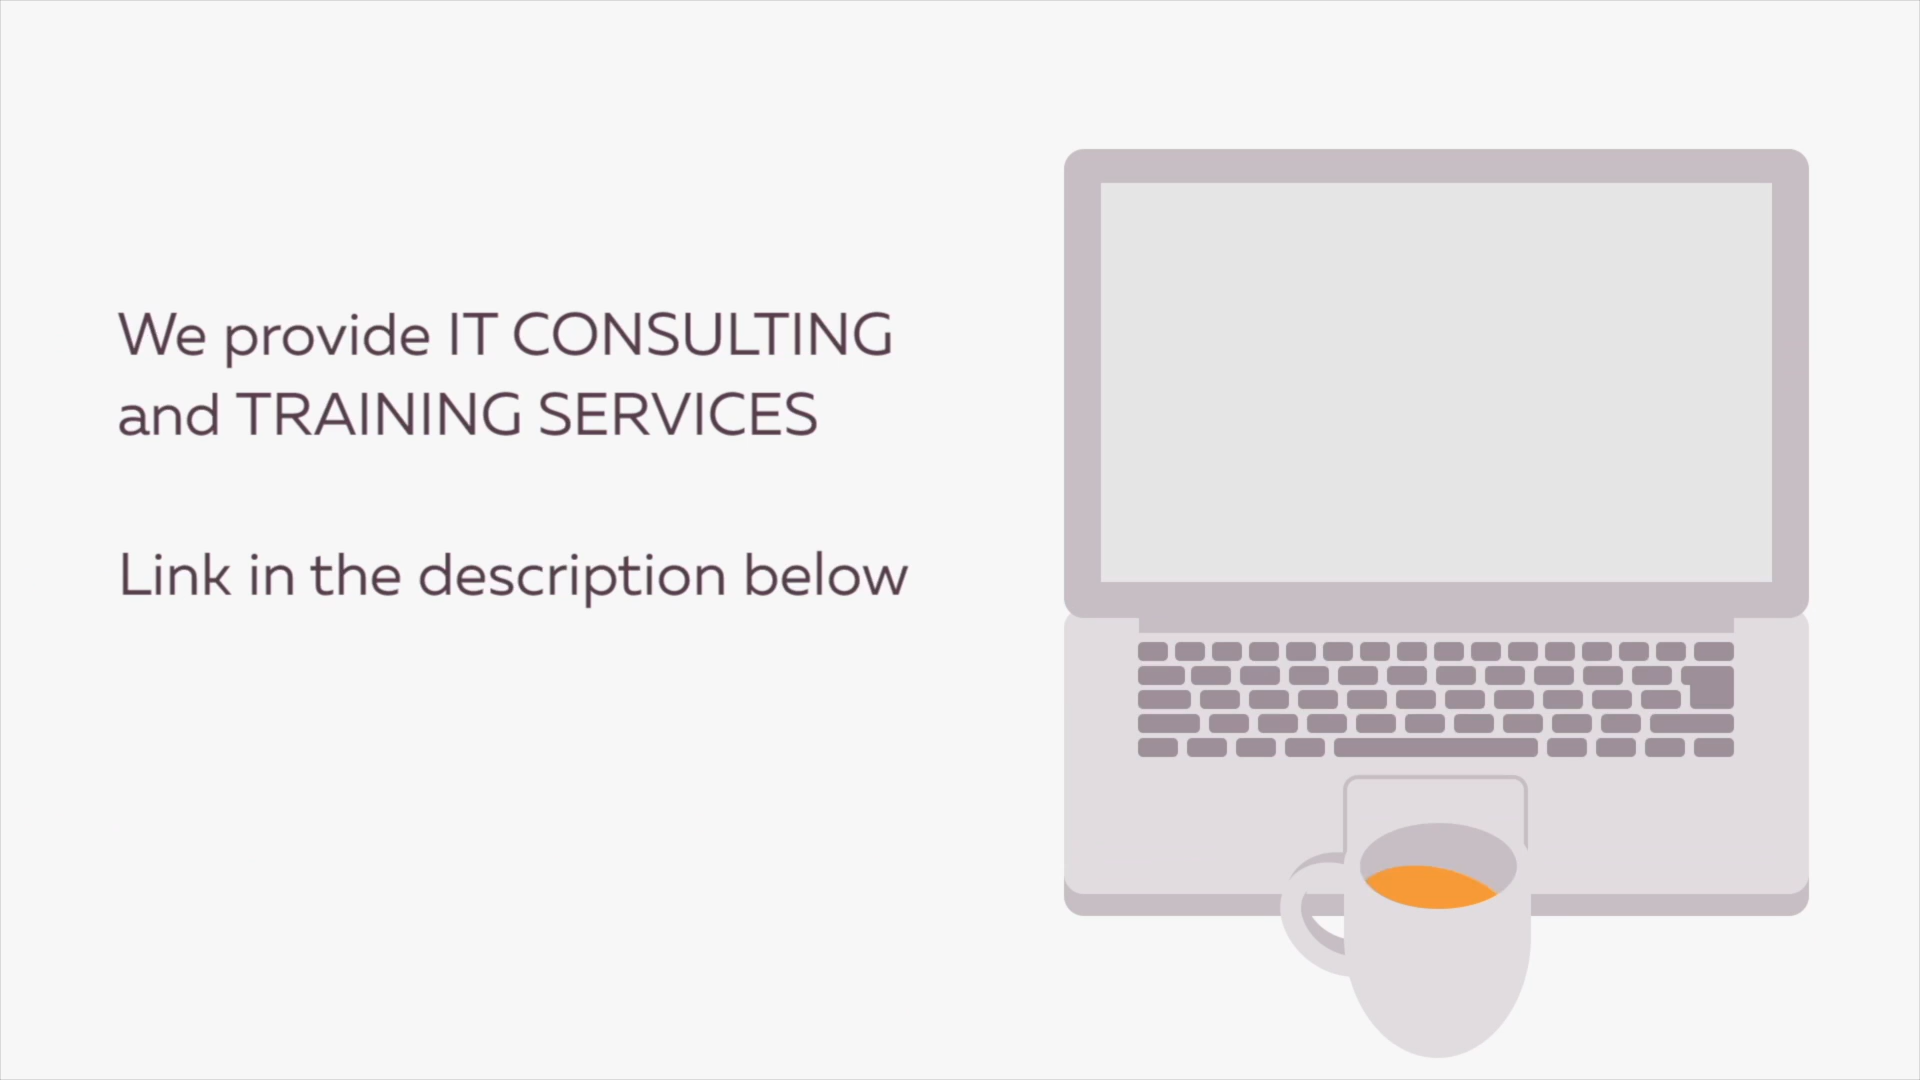 We provide IT CONSULTING
and TRAINING SERVICES
Link in the description below